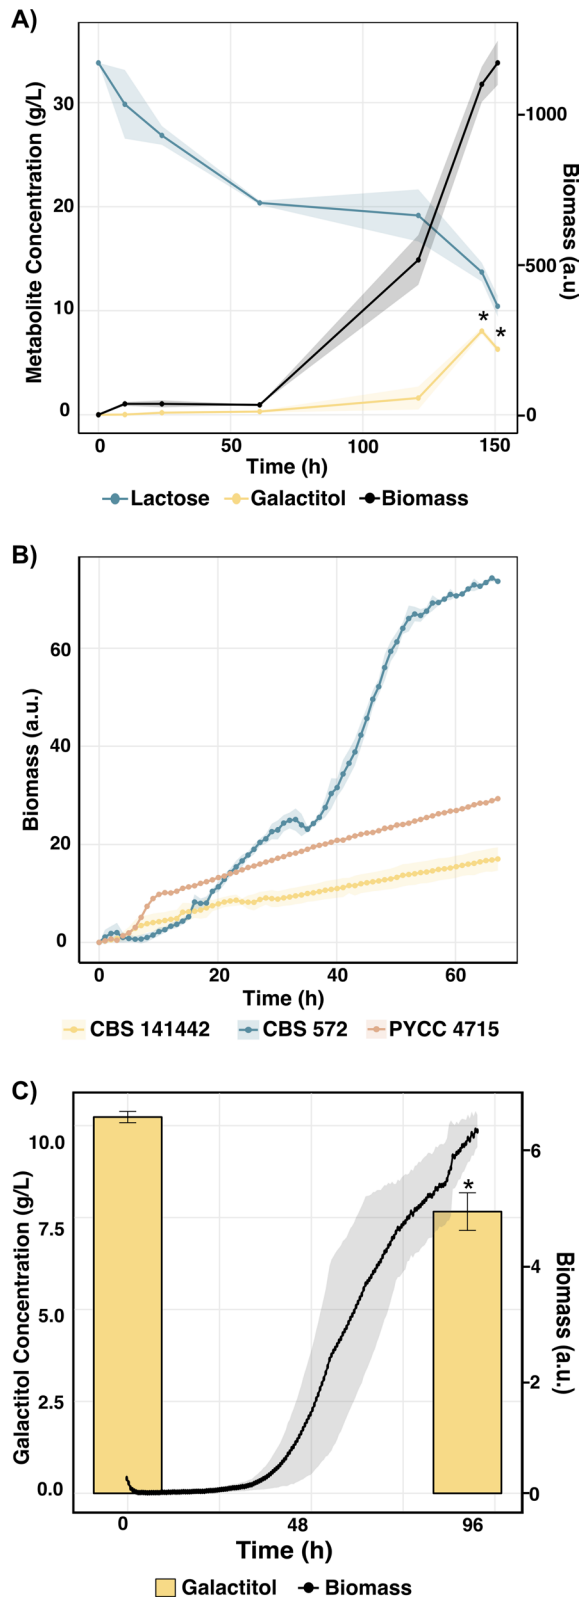 A)
Metabolite Concentration (g/L)
30
20
10
0
1000
500
0
Biomass (a.u)
*
*
0
50
100
150
Time (h)
Lactose Galactitol Biomass
B)
Biomass (a.u.)
60
40
20
0
0
20
40
60
Time (h)
CBS 141442 CBS 572 PYCC 4715
C)
Galactitol Concentration (g/L)
10.0
7.5
5.0
2.5
0.0
6
4
2
0
Biomass (a.u.)
*
0
48
96
Time (h)
Galactitol Biomass